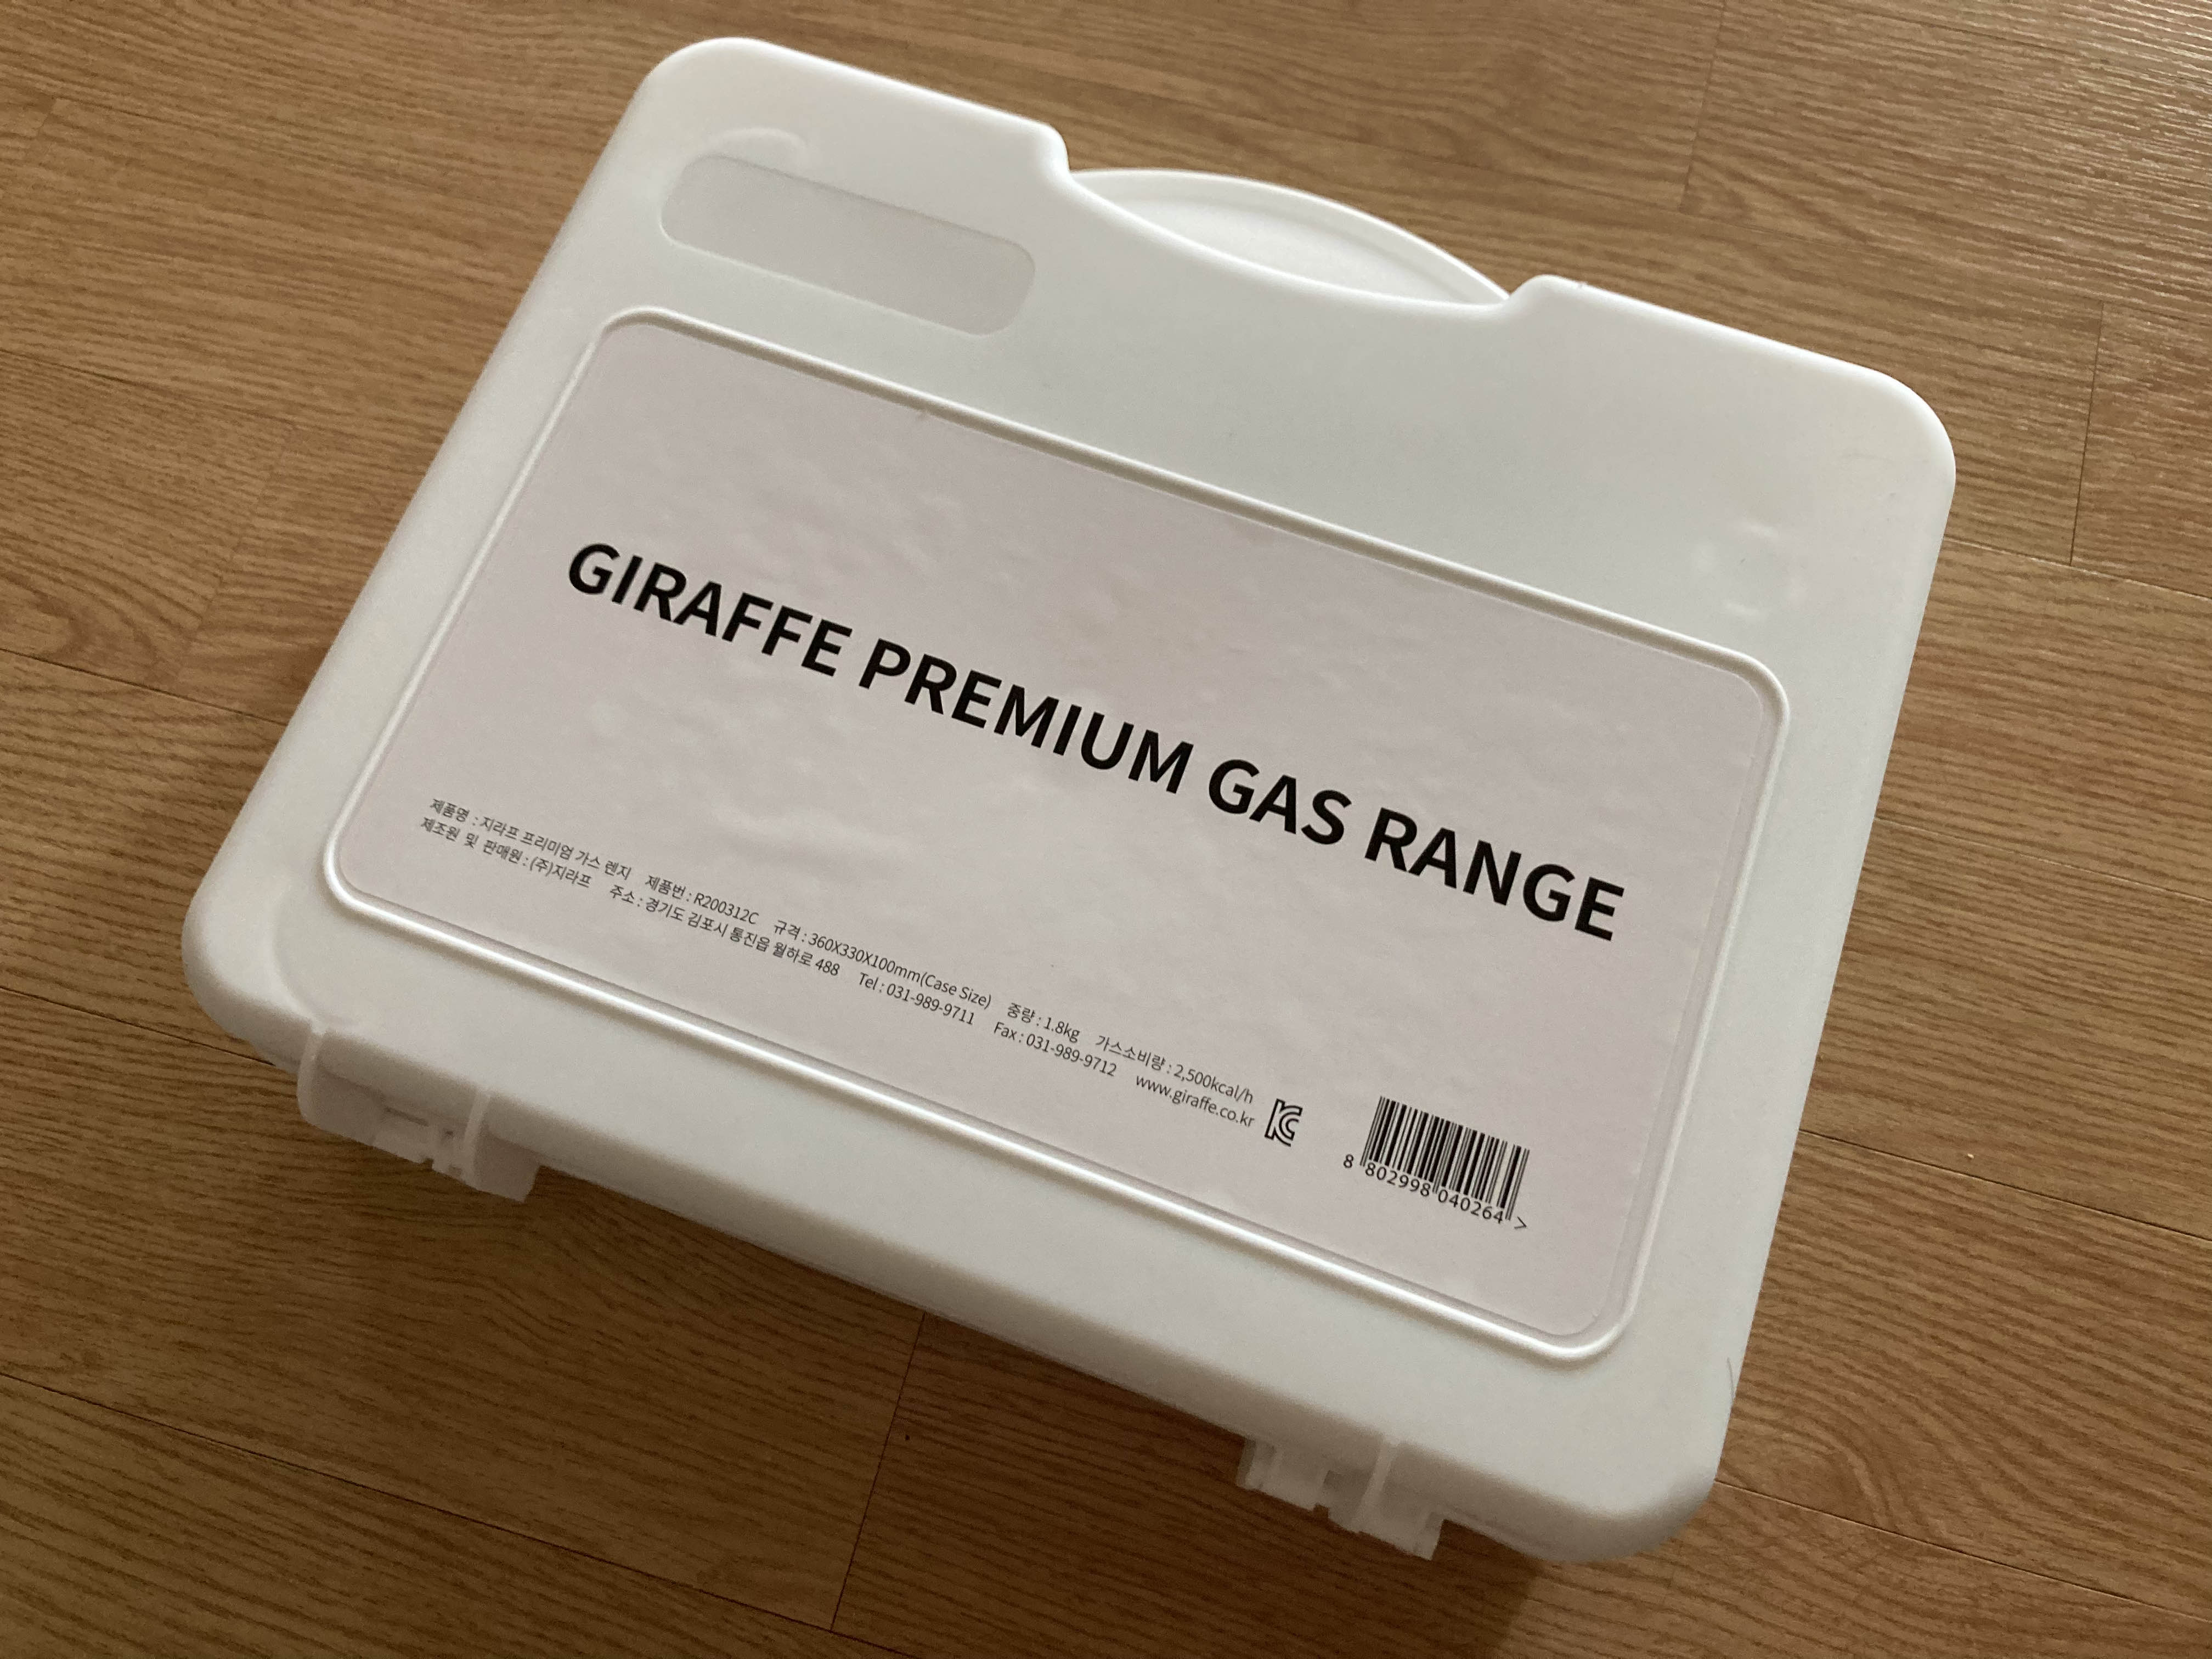 GIRAFFE PREMIUM GAS RANGE
제품명 : 지라프 프리미엄 가스 렌지 제품번 : R200312C 규격 : 360X330X100mm(Case Size) 중량 : 1.8kg 가스소비량 : 2,500kcal/h
제조원 및 판매원 : (주)지라프 주소 : 경기도 김포시 통진읍 월하로 488 Tel : 031-989-9711 Fax : 031-989-9712 www.giraffe.co.kr
8 802998 040264 >